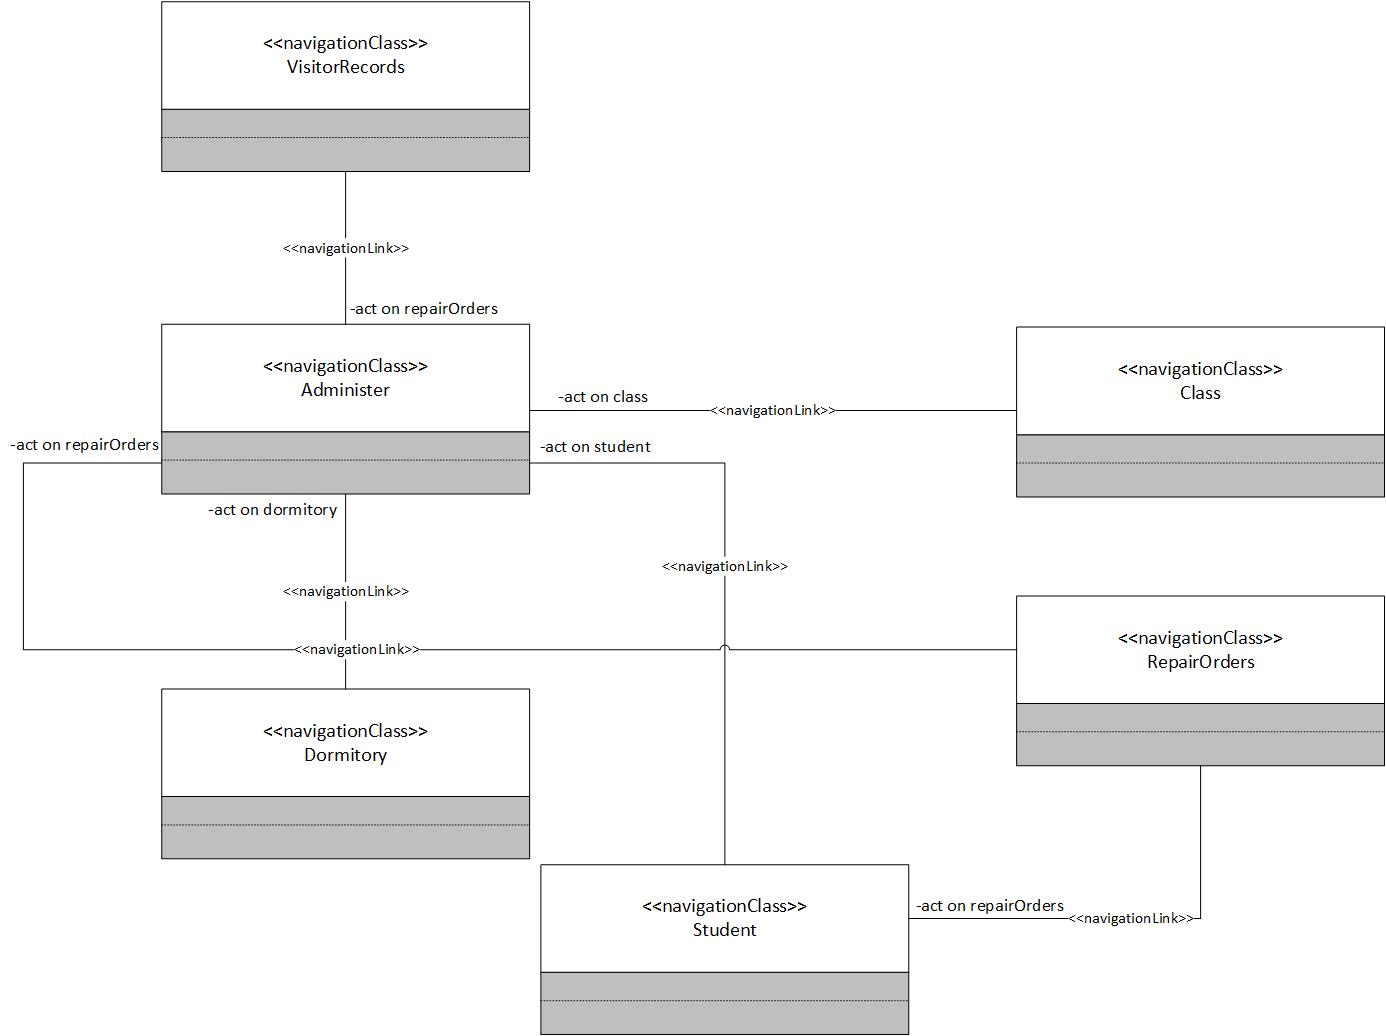 <<navigationClass>>
VisitorRecords
<<navigationLink>>
-act on repairOrders
<<navigationClass>>
Administer
-act on class
<<navigationLink>>
<<navigationClass>>
Class
-act on repairOrders
-act on student
-act on dormitory
<<navigationLink>>
<<navigationLink>>
<<navigationLink>>
<<navigationClass>>
RepairOrders
<<navigationClass>>
Dormitory
<<navigationClass>>
Student
-act on repairOrders
<<navigationLink>>